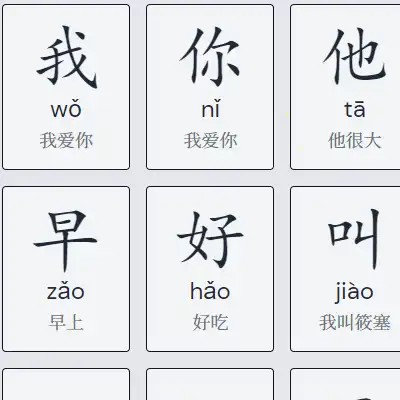 我 你 他
wǒ nǐ tā
我爱你 我爱你 他很大
早 好 叫
zǎo hǎo jiào
早上 好吃 我叫筱塞